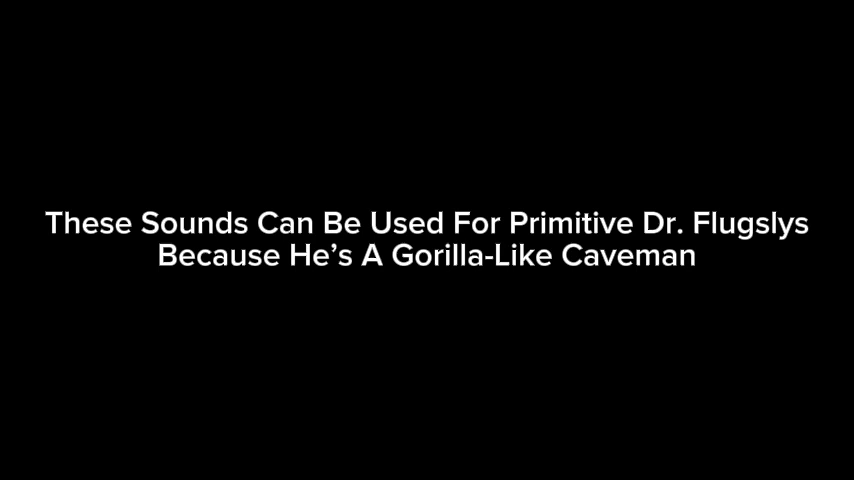 These Sounds Can Be Used For Primitive Dr. Flugslys
Because He’s A Gorilla-Like Caveman